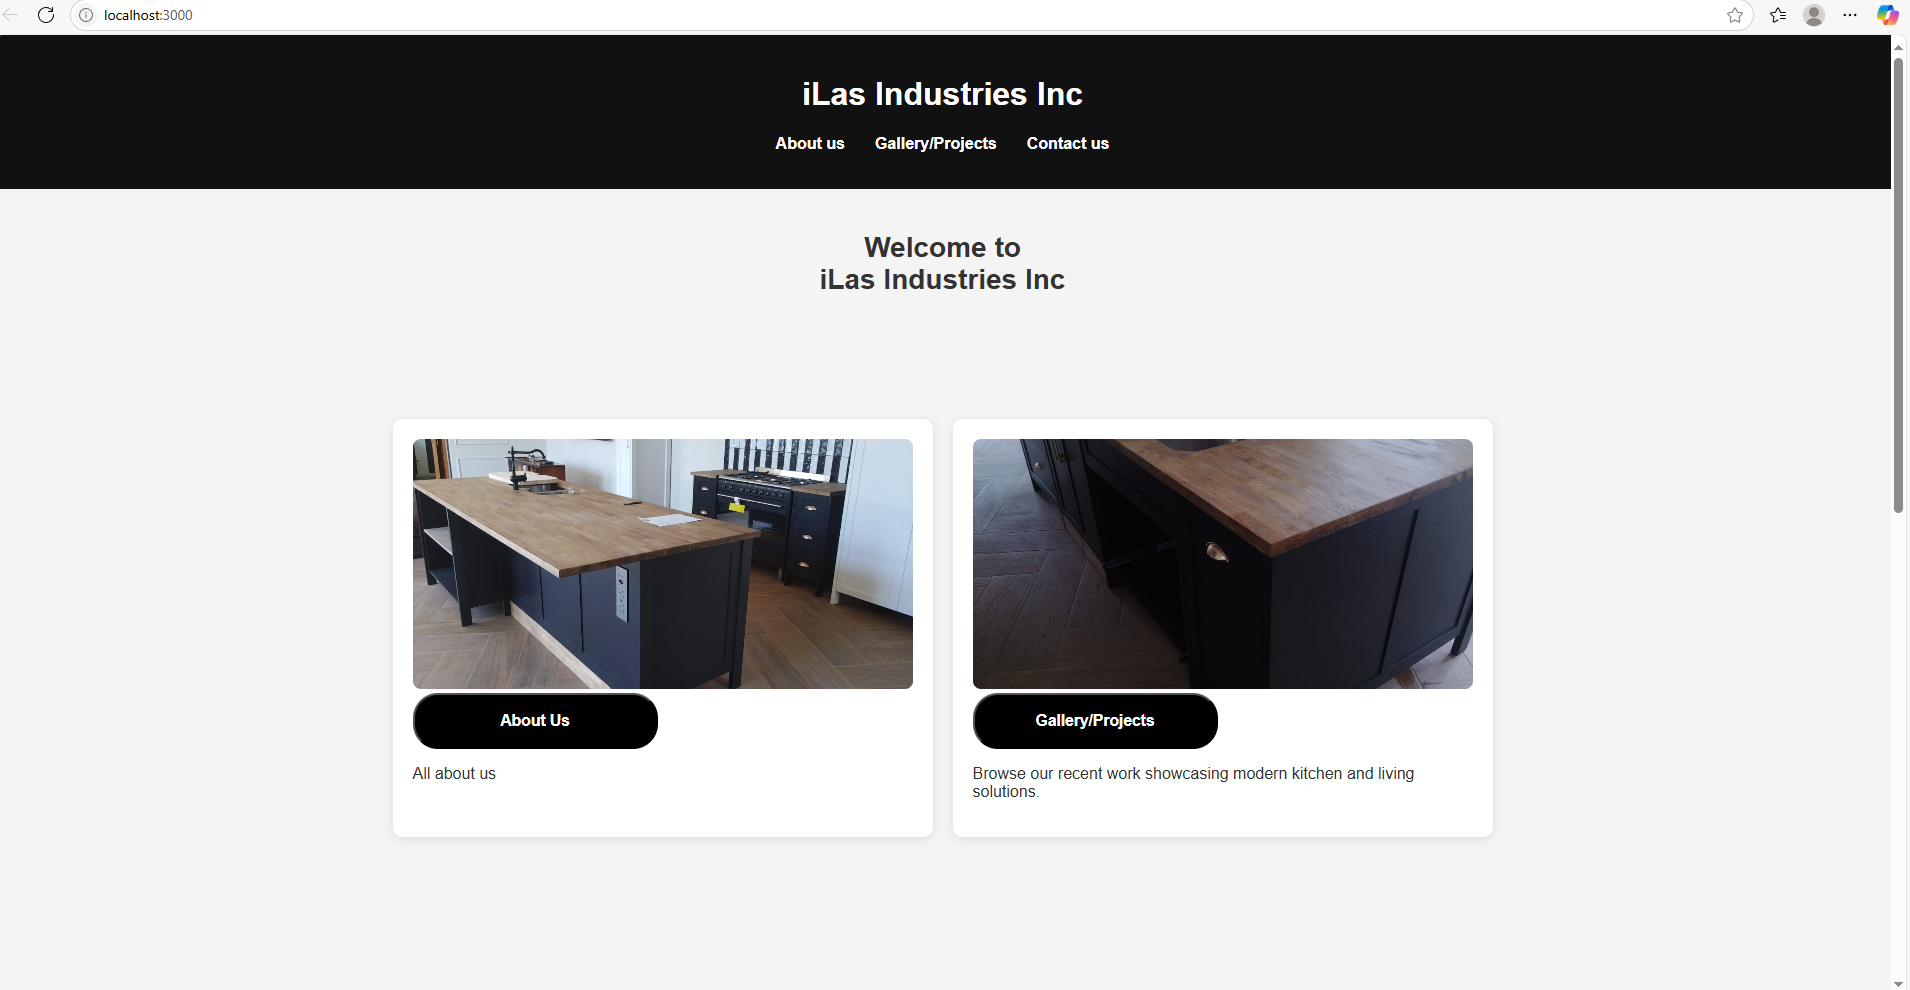 localhost:3000
iLas Industries Inc
About us Gallery/Projects Contact us
Welcome to
iLas Industries Inc
About Us
All about us
Gallery/Projects
Browse our recent work showcasing modern kitchen and living
solutions.